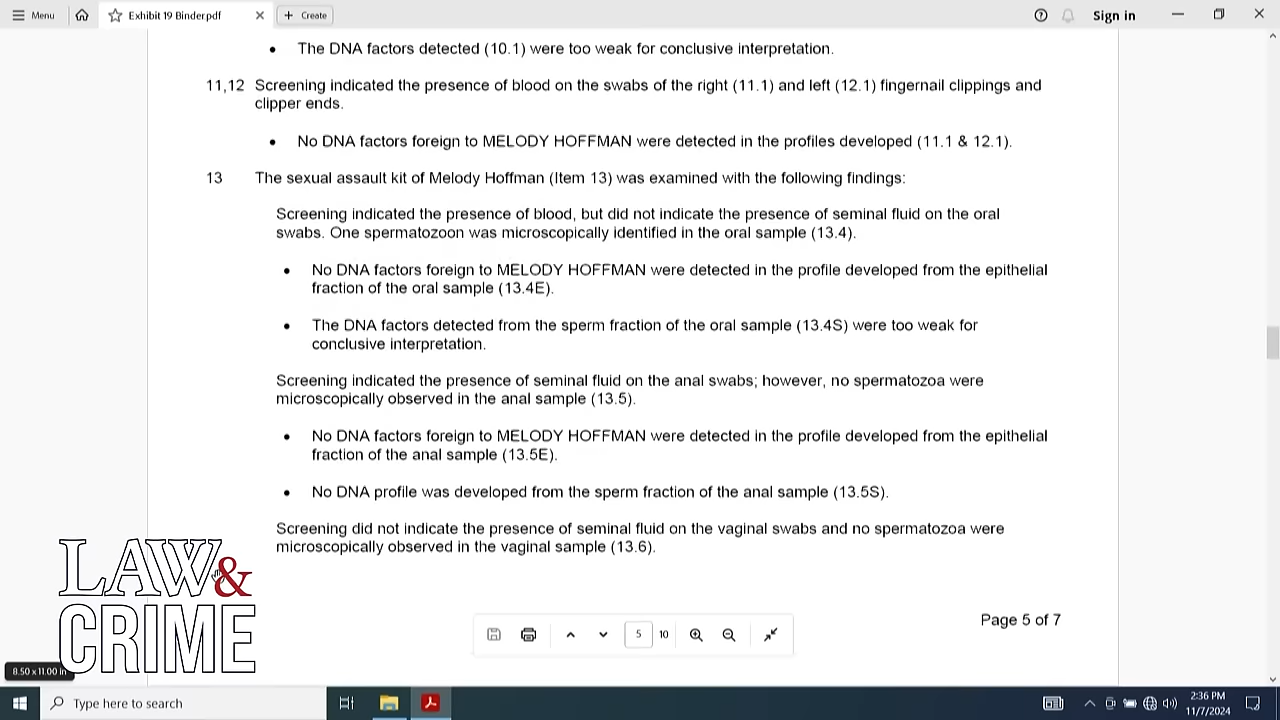 Menu
Exhibit 19 Binder.pdf
Create
Sign in
• The DNA factors detected (10.1) were too weak for conclusive interpretation.
11,12 Screening indicated the presence of blood on the swabs of the right (11.1) and left (12.1) fingernail clippings and
clipper ends.
• No DNA factors foreign to MELODY HOFFMAN were detected in the profiles developed (11.1 & 12.1).
13 The sexual assault kit of Melody Hoffman (Item 13) was examined with the following findings:
Screening indicated the presence of blood, but did not indicate the presence of seminal fluid on the oral
swabs. One spermatozoon was microscopically identified in the oral sample (13.4).
• No DNA factors foreign to MELODY HOFFMAN were detected in the profile developed from the epithelial
fraction of the oral sample (13.4E).
• The DNA factors detected from the sperm fraction of the oral sample (13.4S) were too weak for
conclusive interpretation.
Screening indicated the presence of seminal fluid on the anal swabs; however, no spermatozoa were
microscopically observed in the anal sample (13.5).
• No DNA factors foreign to MELODY HOFFMAN were detected in the profile developed from the epithelial
fraction of the anal sample (13.5E).
• No DNA profile was developed from the sperm fraction of the anal sample (13.5S).
Screening did not indicate the presence of seminal fluid on the vaginal swabs and no spermatozoa were
microscopically observed in the vaginal sample (13.6).
Page 5 of 7
5 10
LAW&
CRIME
8.50 x 11.00 in
Type here to search
2:36 PM
11/7/2024